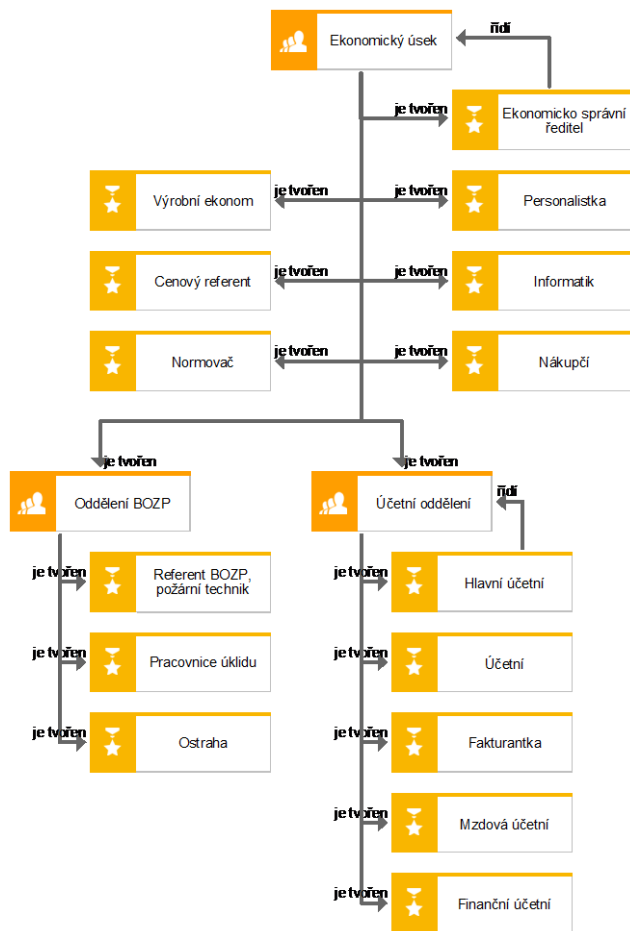 řídí
Ekonomický úsek
je tvořen
Ekonomicko správní
ředitel
je tvořen
je tvořen
Výrobní ekonom
Personalistka
je tvořen
je tvořen
Cenový referent
Informatik
je tvořen
je tvořen
Normovač
Nákupčí
je tvořen
je tvořen
Oddělení BOZP
Účetní oddělení
řídí
je tvořen
Referent BOZP,
požární technik
je tvořen
Hlavní účetní
je tvořen
Pracovnice úklidu
je tvořen
Účetní
je tvořen
Ostraha
je tvořen
Fakturantka
je tvořen
Mzdová účetní
je tvořen
Finanční účetní